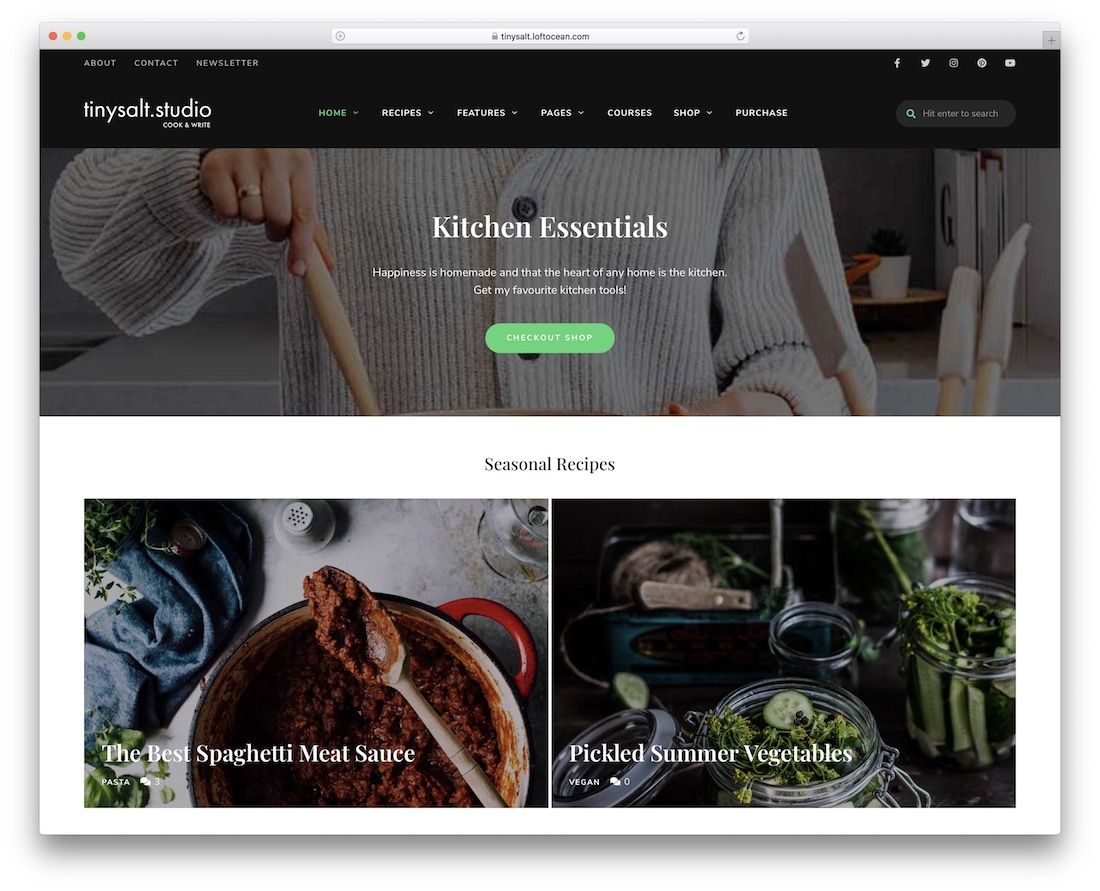 tinysalt.loftocean.com
ABOUT CONTACT NEWSLETTER
tinysalt.studio
COOK & WRITE
HOME RECIPES FEATURES PAGES COURSES SHOP PURCHASE
Hit enter to search
Kitchen Essentials
Happiness is homemade and that the heart of any home is the kitchen.
Get my favourite kitchen tools!
CHECKOUT SHOP
Seasonal Recipes
The Best Spaghetti Meat Sauce
PASTA 3
Pickled Summer Vegetables
VEGAN 0